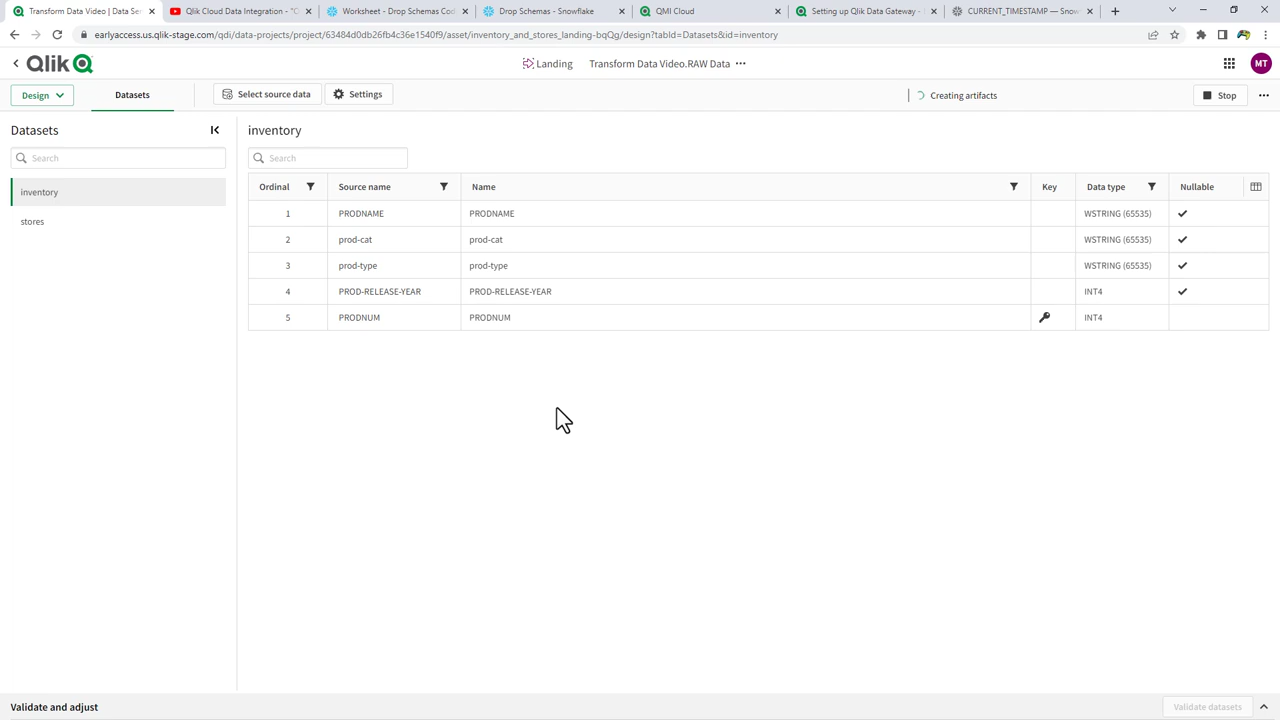 Transform Data Video | Data Ser
Qlik Cloud Data Integration - "C
Worksheet - Drop Schemas Cod
Drop Schemas - Snowflake
QMI Cloud
Setting up Qlik Data Gateway -
CURRENT_TIMESTAMP — Snow
earlyaccess.us.qlik-stage.com/qdi/data-projects/project/63484d0db26fb4c36e1540f9/asset/inventory_and_stores_landing-bqQg/design?tabId=Datasets&id=inventory
Qlik
Landing
Transform Data Video.RAW Data
MT
Design
Datasets
Select source data
Settings
Creating artifacts
Stop
Datasets
Search
inventory
stores
inventory
Search
Ordinal Source name Name Key Data type Nullable
1 PRODNAME PRODNAME WSTRING (65535)
2 prod-cat prod-cat WSTRING (65535)
3 prod-type prod-type WSTRING (65535)
4 PROD-RELEASE-YEAR PROD-RELEASE-YEAR INT4
5 PRODNUM PRODNUM INT4
Validate and adjust
Validate datasets